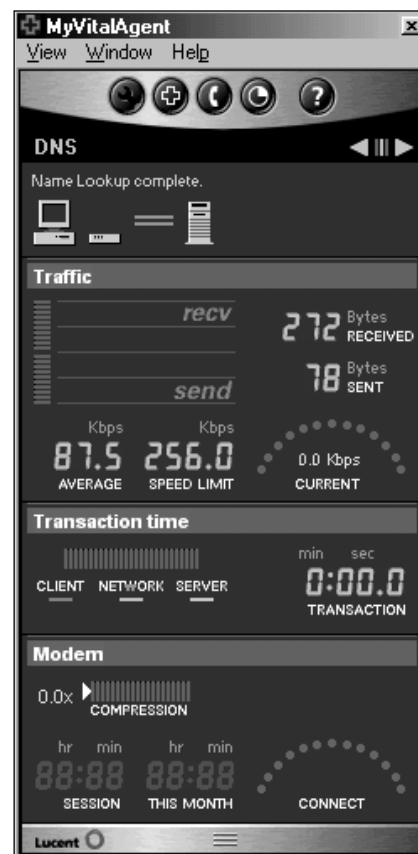 MyVitalAgent
View Window Help
?
DNS
Name Lookup complete.
Traffic
recv
send
272 Bytes RECEIVED
78 Bytes SENT
Kbps Kbps
87.5 256.0
AVERAGE SPEED LIMIT
0.0 Kbps
CURRENT
Transaction time
CLIENT NETWORK SERVER
min sec
0:00.0
TRANSACTION
Modem
0.0x
COMPRESSION
hr min hr min
88:88 88:88
SESSION THIS MONTH
CONNECT
Lucent